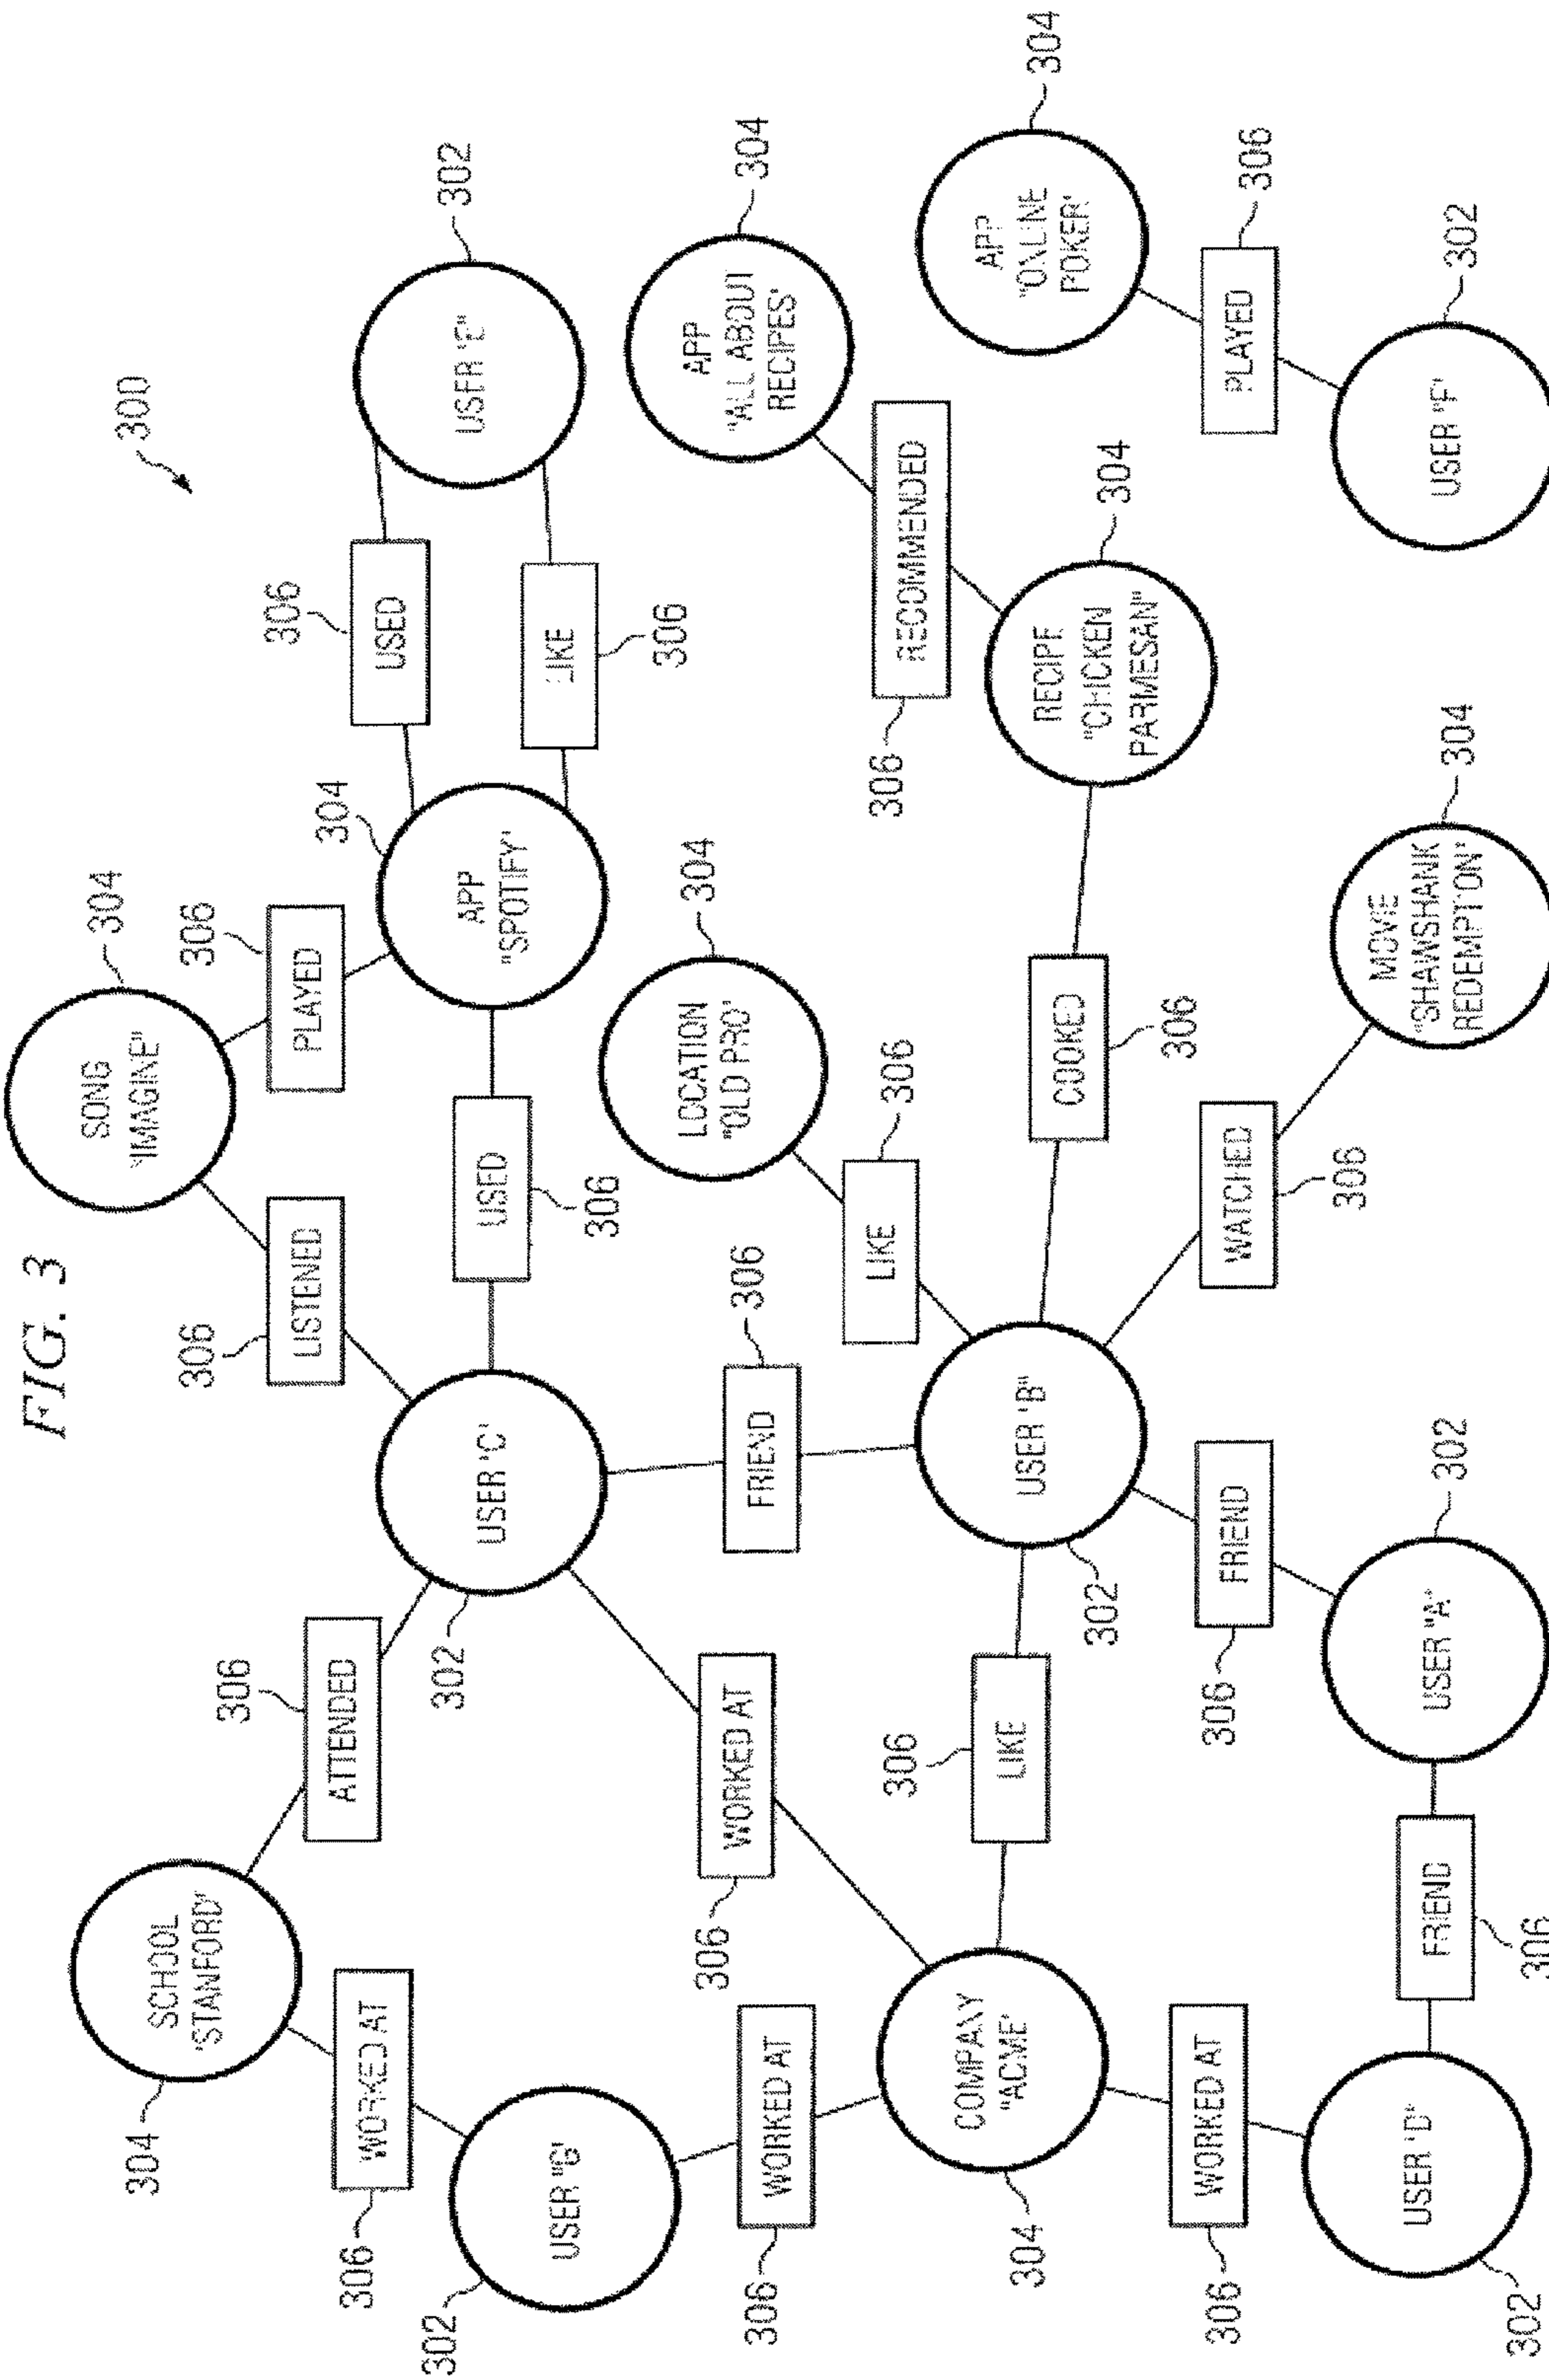 FIG. 3
300
304
SCHOOL
"STANFORD"
306
ATTENDED
306
LISTENED
SONG
"IMAGINE"
304
306
PLAYED
304
306
USED
302
306
WORKED AT
302
USER "G"
302
USER "C"
USED
306
APP
"SPOTIFY"
LIKE
306
USER "E"
306
WORKED AT
306
WORKED AT
FRIEND
306
LOCATION
"OLD PRO"
304
APP
"ALL ABOUT
RECIPES"
304
304
COMPANY
"ACME"
306
LIKE
302
USER "B"
LIKE
306
COOKED
306
306
RECOMMENDED
RECIPE
"CHICKEN
PARMESAN"
304
APP
"ONLINE
POKER"
304
306
WORKED AT
306
FRIEND
WATCHED
306
PLAYED
306
302
USER "D"
FRIEND
306
USER "A"
302
MOVIE
"SHAWSHANK
REDEMPTION"
304
USER "F"
302